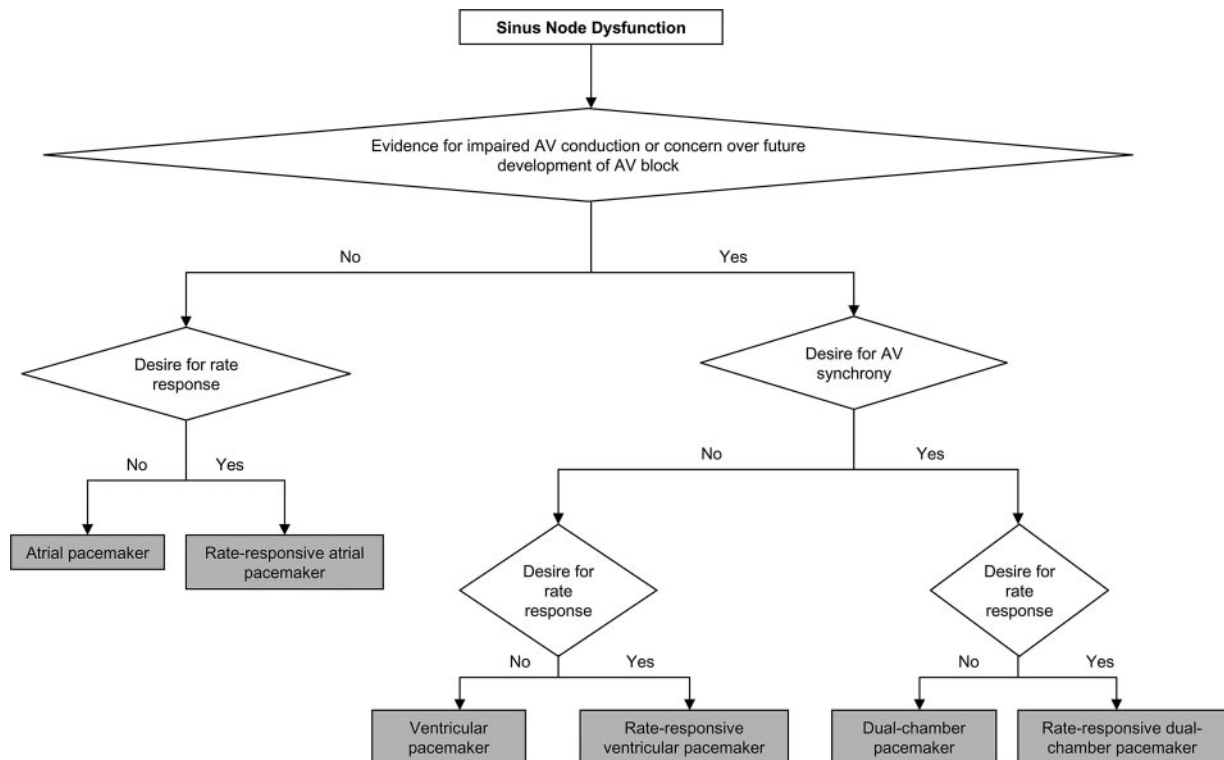 Sinus Node Dysfunction
Evidence for impaired AV conduction or concern over future
development of AV block
No
Yes
Desire for rate
response
Desire for AV
synchrony
No
Yes
No
Yes
Atrial pacemaker
Rate-responsive atrial
pacemaker
Desire for
rate
response
Desire for
rate
response
No
Yes
No
Yes
Ventricular
pacemaker
Rate-responsive
ventricular pacemaker
Dual-chamber
pacemaker
Rate-responsive dual-
chamber pacemaker